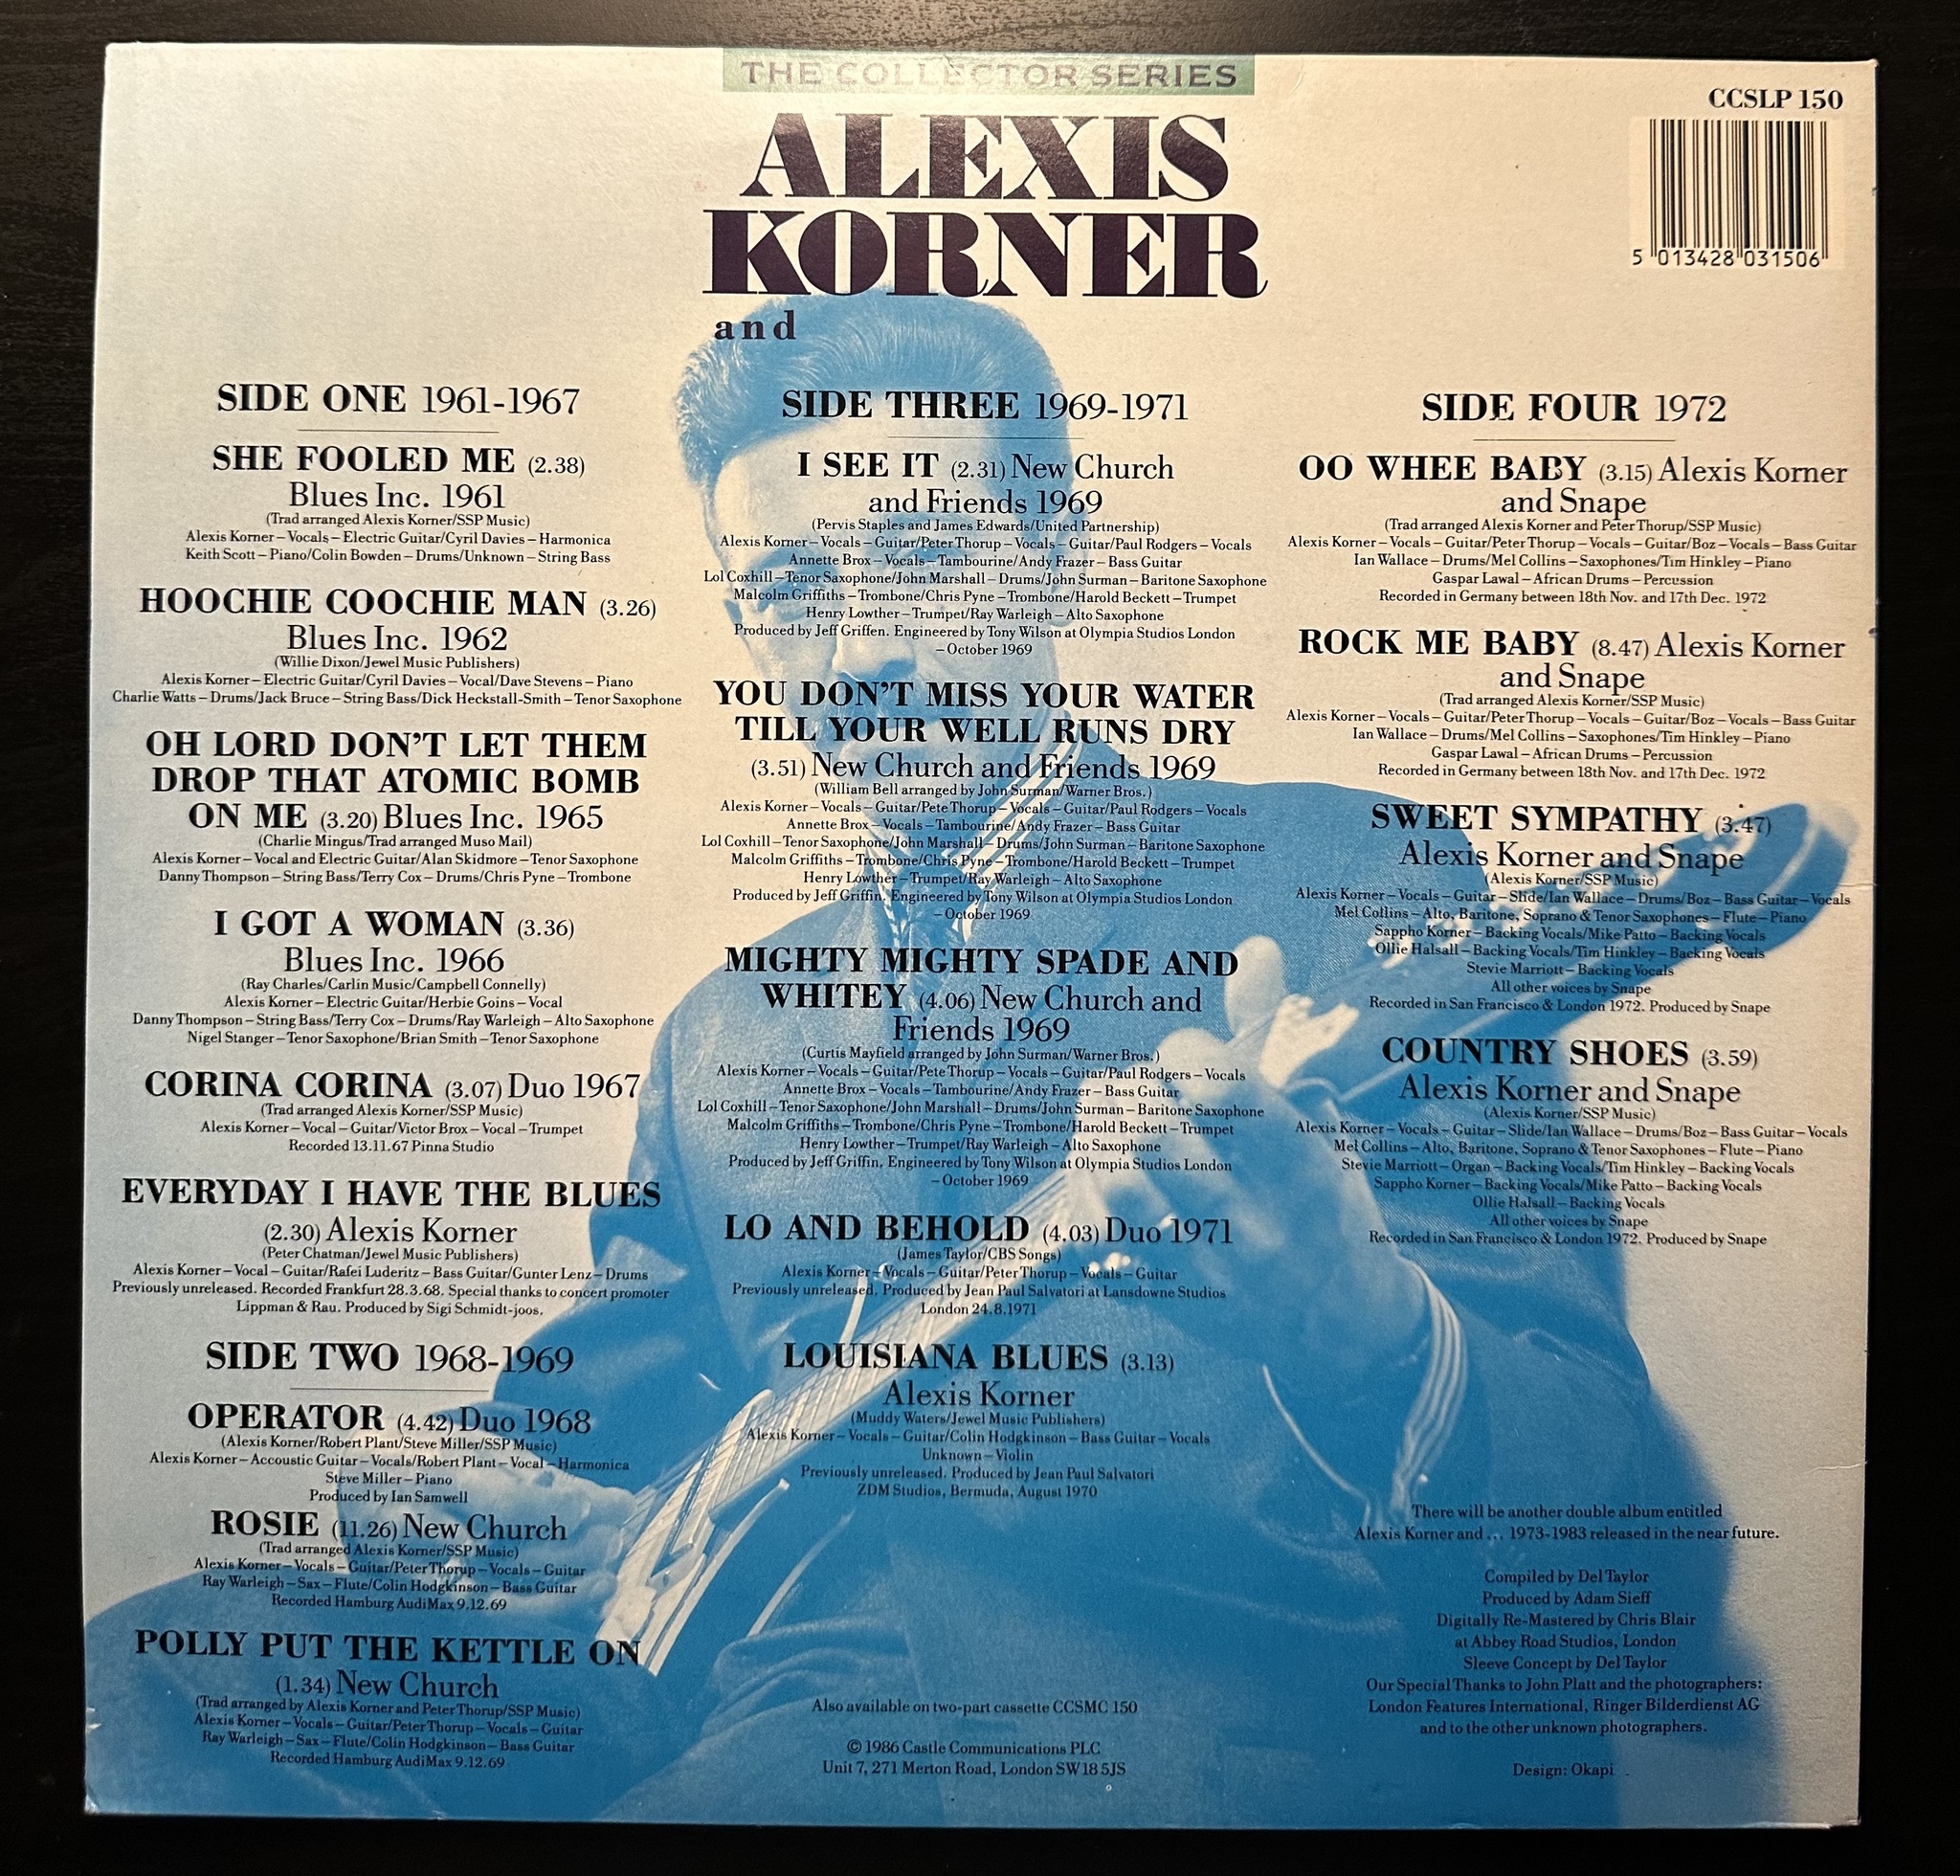 THE COLLECTOR SERIES
ALEXIS
KORNER
and
CCSLP 150
5 013428 031506
SIDE ONE 1961-1967
SHE FOOLED ME (2.38)
Blues Inc. 1961
(Trad arranged Alexis Korner/SSP Music)
Alexis Korner – Vocals – Electric Guitar/Cyril Davies – Harmonica
Keith Scott – Piano/Colin Bowden – Drums/Unknown – String Bass
HOOCHIE COOCHIE MAN (3.26)
Blues Inc. 1962
(Willie Dixon/Jewel Music Publishers)
Alexis Korner – Electric Guitar/Cyril Davies – Vocal/Dave Stevens – Piano
Charlie Watts – Drums/Jack Bruce – String Bass/Dick Heckstall-Smith – Tenor Saxophone
OH LORD DON'T LET THEM
DROP THAT ATOMIC BOMB
ON ME (3.20) Blues Inc. 1965
(Charlie Mingus/Trad arranged Muso Mail)
Alexis Korner – Vocal and Electric Guitar/Alan Skidmore – Tenor Saxophone
Danny Thompson – String Bass/Terry Cox – Drums/Chris Pyne – Trombone
I GOT A WOMAN (3.36)
Blues Inc. 1966
(Ray Charles/Carlin Music/Campbell Connelly)
Alexis Korner – Electric Guitar/Herbie Goins – Vocal
Danny Thompson – String Bass/Terry Cox – Drums/Ray Warleigh – Alto Saxophone
Nigel Stanger – Tenor Saxophone/Brian Smith – Tenor Saxophone
CORINA CORINA (3.07) Duo 1967
(Trad arranged Alexis Korner/SSP Music)
Alexis Korner – Vocal – Guitar/Victor Brox – Vocal – Trumpet
Recorded 13.11.67 Pinna Studio
EVERYDAY I HAVE THE BLUES
(2.30) Alexis Korner
(Peter Chatman/Jewel Music Publishers)
Alexis Korner – Vocal – Guitar/Rafei Luderitz – Bass Guitar/Gunter Lenz – Drums
Previously unreleased. Recorded Frankfurt 28.3.68. Special thanks to concert promoter
Lippman & Rau. Produced by Sigi Schmidt-joos.
SIDE TWO 1968-1969
OPERATOR (4.42) Duo 1968
(Alexis Korner/Robert Plant/Steve Miller/SSP Music)
Alexis Korner – Accoustic Guitar – Vocals/Robert Plant – Vocal – Harmonica
Steve Miller – Piano
Produced by Ian Samwell
ROSIE (11.26) New Church
(Trad arranged Alexis Korner/SSP Music)
Alexis Korner – Vocals – Guitar/Peter Thorup – Vocals – Guitar
Ray Warleigh – Sax – Flute/Colin Hodgkinson – Bass Guitar
Recorded Hamburg AudiMax 9.12.69
POLLY PUT THE KETTLE ON
(1.34) New Church
(Trad arranged by Alexis Korner and Peter Thorup/SSP Music)
Alexis Korner – Vocals – Guitar/Peter Thorup – Vocals – Guitar
Ray Warleigh – Sax – Flute/Colin Hodgkinson – Bass Guitar
Recorded Hamburg AudiMax 9.12.69
SIDE THREE 1969-1971
I SEE IT (2.31) New Church
and Friends 1969
(Pervis Staples and James Edwards/United Partnership)
Alexis Korner – Vocals – Guitar/Peter Thorup – Vocals – Guitar/Paul Rodgers – Vocals
Annette Brox – Vocals – Tambourine/Andy Frazer – Bass Guitar
Lol Coxhill – Tenor Saxophone/John Marshall – Drums/John Surman – Baritone Saxophone
Malcolm Griffiths – Trombone/Chris Pyne – Trombone/Harold Beckett – Trumpet
Henry Lowther – Trumpet/Ray Warleigh – Alto Saxophone
Produced by Jeff Griffen. Engineered by Tony Wilson at Olympia Studios London
– October 1969
YOU DON'T MISS YOUR WATER
TILL YOUR WELL RUNS DRY
(3.51) New Church and Friends 1969
(William Bell arranged by John Surman/Warner Bros.)
Alexis Korner – Vocals – Guitar/Pete Thorup – Vocals – Guitar/Paul Rodgers – Vocals
Annette Brox – Vocals – Tambourine/Andy Frazer – Bass Guitar
Lol Coxhill – Tenor Saxophone/John Marshall – Drums/John Surman – Baritone Saxophone
Malcolm Griffiths – Trombone/Chris Pyne – Trombone/Harold Beckett – Trumpet
Henry Lowther – Trumpet/Ray Warleigh – Alto Saxophone
Produced by Jeff Griffin. Engineered by Tony Wilson at Olympia Studios London
– October 1969
MIGHTY MIGHTY SPADE AND
WHITEY (4.06) New Church and
Friends 1969
(Curtis Mayfield arranged by John Surman/Warner Bros.)
Alexis Korner – Vocals – Guitar/Pete Thorup – Vocals – Guitar/Paul Rodgers – Vocals
Annette Brox – Vocals – Tambourine/Andy Frazer – Bass Guitar
Lol Coxhill – Tenor Saxophone/John Marshall – Drums/John Surman – Baritone Saxophone
Malcolm Griffiths – Trombone/Chris Pyne – Trombone/Harold Beckett – Trumpet
Henry Lowther – Trumpet/Ray Warleigh – Alto Saxophone
Produced by Jeff Griffin. Engineered by Tony Wilson at Olympia Studios London
– October 1969
LO AND BEHOLD (4.03) Duo 1971
(James Taylor/CBS Songs)
Alexis Korner – Vocals – Guitar/Peter Thorup – Vocals – Guitar
Previously unreleased. Produced by Jean Paul Salvatori at Lansdowne Studios
London 24.8.1971
LOUISIANA BLUES (3.13)
Alexis Korner
(Muddy Waters/Jewel Music Publishers)
Alexis Korner – Vocals – Guitar/Colin Hodgkinson – Bass Guitar – Vocals
Unknown – Violin
Previously unreleased. Produced by Jean Paul Salvatori
ZDM Studios, Bermuda, August 1970
Also available on two-part cassette CCSMC 150
© 1986 Castle Communications PLC
Unit 7, 271 Merton Road, London SW18 5JS
SIDE FOUR 1972
OO WHEE BABY (3.15) Alexis Korner
and Snape
(Trad arranged Alexis Korner and Peter Thorup/SSP Music)
Alexis Korner – Vocals – Guitar/Peter Thorup – Vocals – Guitar/Boz – Vocals – Bass Guitar
Ian Wallace – Drums/Mel Collins – Saxophones/Tim Hinkley – Piano
Gaspar Lawal – African Drums – Percussion
Recorded in Germany between 18th Nov. and 17th Dec. 1972
ROCK ME BABY (8.47) Alexis Korner
and Snape
(Trad arranged Alexis Korner/SSP Music)
Alexis Korner – Vocals – Guitar/Peter Thorup – Vocals – Guitar/Boz – Vocals – Bass Guitar
Ian Wallace – Drums/Mel Collins – Saxophones/Tim Hinkley – Piano
Gaspar Lawal – African Drums – Percussion
Recorded in Germany between 18th Nov. and 17th Dec. 1972
SWEET SYMPATHY (3.47)
Alexis Korner and Snape
(Alexis Korner/SSP Music)
Alexis Korner – Vocals – Guitar – Slide/Ian Wallace – Drums/Boz – Bass Guitar – Vocals
Mel Collins – Alto, Baritone, Soprano & Tenor Saxophones – Flute – Piano
Sappho Korner – Backing Vocals/Mike Patto – Backing Vocals
Ollie Halsall – Backing Vocals/Tim Hinkley – Backing Vocals
Stevie Marriott – Backing Vocals
All other voices by Snape
Recorded in San Francisco & London 1972. Produced by Snape
COUNTRY SHOES (3.59)
Alexis Korner and Snape
(Alexis Korner/SSP Music)
Alexis Korner – Vocals – Guitar – Slide/Ian Wallace – Drums/Boz – Bass Guitar – Vocals
Mel Collins – Alto, Baritone, Soprano & Tenor Saxophones – Flute – Piano
Stevie Marriott – Organ – Backing Vocals/Tim Hinkley – Backing Vocals
Sappho Korner – Backing Vocals/Mike Patto – Backing Vocals
Ollie Halsall – Backing Vocals
All other voices by Snape
Recorded in San Francisco & London 1972. Produced by Snape
There will be another double album entitled
Alexis Korner and ... 1973-1983 released in the near future.
Compiled by Del Taylor
Produced by Adam Sieff
Digitally Re-Mastered by Chris Blair
at Abbey Road Studios, London
Sleeve Concept by Del Taylor
Our Special Thanks to John Platt and the photographers:
London Features International, Ringer Bilderdienst AG
and to the other unknown photographers.
Design: Okapi